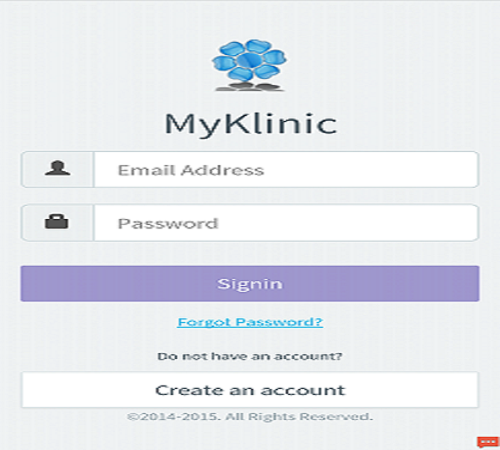 MyKlinic
Email Address
Password
Signin
Forgot Password?
Do not have an account?
Create an account
©2014-2015. All Rights Reserved.